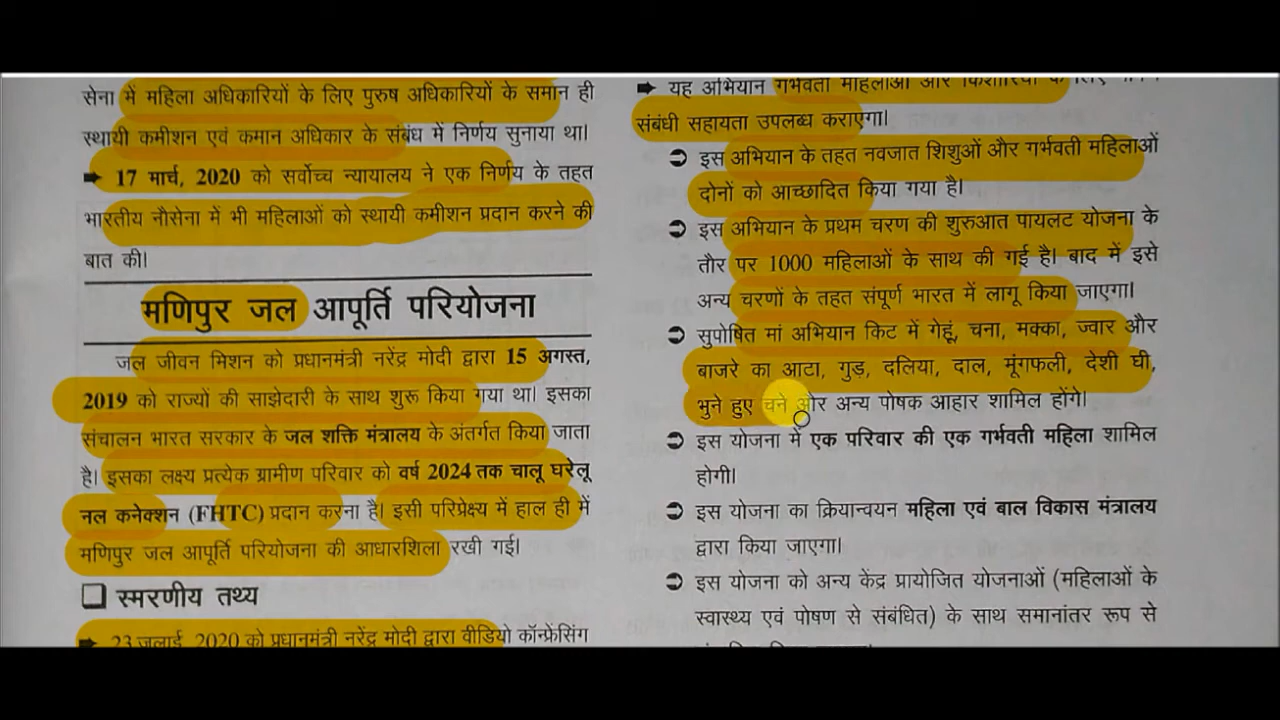 सेना में महिला अधिकारियों के लिए पुरुष अधिकारियों के समान ही
स्थायी कमीशन एवं कमान अधिकार के संबंध में निर्णय सुनाया था।
17 मार्च, 2020 को सर्वोच्च न्यायालय ने एक निर्णय के तहत
भारतीय नौसेना में भी महिलाओं को स्थायी कमीशन प्रदान करने की
बात की।
मणिपुर जल आपूर्ति परियोजना
जल जीवन मिशन को प्रधानमंत्री नरेंद्र मोदी द्वारा 15 अगस्त,
2019 को राज्यों की साझेदारी के साथ शुरू किया गया था। इसका
संचालन भारत सरकार के जल शक्ति मंत्रालय के अंतर्गत किया जाता
है। इसका लक्ष्य प्रत्येक ग्रामीण परिवार को वर्ष 2024 तक चालू घरेलू
नल कनेक्शन (FHTC) प्रदान करना है। इसी परिप्रेक्ष्य में हाल ही में
मणिपुर जल आपूर्ति परियोजना की आधारशिला रखी गई।
स्मरणीय तथ्य
23 जुलाई, 2020 को प्रधानमंत्री नरेंद्र मोदी द्वारा वीडियो कॉन्फ्रेंसिंग
यह अभियान गर्भवती महिलाओं और किशोरियों के लिए
संबंधी सहायता उपलब्ध कराएगा।
इस अभियान के तहत नवजात शिशुओं और गर्भवती महिलाओं
दोनों को आच्छादित किया गया है।
इस अभियान के प्रथम चरण की शुरुआत पायलट योजना के
तौर पर 1000 महिलाओं के साथ की गई है। बाद में इसे
अन्य चरणों के तहत संपूर्ण भारत में लागू किया जाएगा।
सुपोषित मां अभियान किट में गेहूं, चना, मक्का, ज्वार और
बाजरे का आटा, गुड़, दलिया, दाल, मूंगफली, देशी घी,
भुने हुए चने और अन्य पोषक आहार शामिल होंगे।
इस योजना में एक परिवार की एक गर्भवती महिला शामिल
होगी।
इस योजना का क्रियान्वयन महिला एवं बाल विकास मंत्रालय
द्वारा किया जाएगा।
इस योजना को अन्य केंद्र प्रायोजित योजनाओं (महिलाओं के
स्वास्थ्य एवं पोषण से संबंधित) के साथ समानांतर रूप से